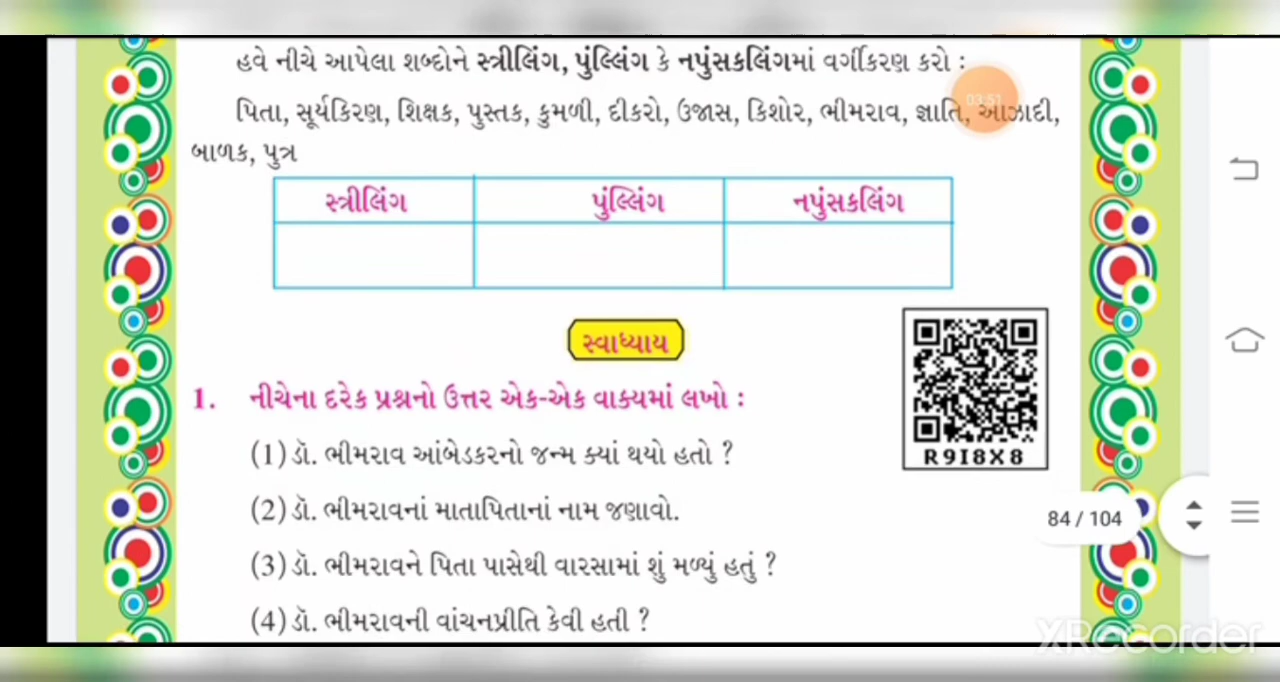 હવે નીચે આપેલા શબ્દોને સ્ત્રીલિંગ, પુંલ્લિંગ કે નપુંસકલિંગમાં વર્ગીકરણ કરો :
03:51
પિતા, સૂર્યકિરણ, શિક્ષક, પુસ્તક, કુમળી, દીકરો, ઉજાસ, કિશોર, ભીમરાવ, જ્ઞાતિ, આઝાદી,
બાળક, પુત્ર
સ્ત્રીલિંગ પુંલ્લિંગ નપુંસકલિંગ
સ્વાધ્યાય
1. નીચેના દરેક પ્રશ્નનો ઉત્તર એક-એક વાક્યમાં લખો :
(1) ડૉ. ભીમરાવ આંબેડકરનો જન્મ ક્યાં થયો હતો ?
R9I8X8
(2) ડૉ. ભીમરાવનાં માતાપિતાનાં નામ જણાવો.
84 / 104
(3) ડૉ. ભીમરાવને પિતા પાસેથી વારસામાં શું મળ્યું હતું ?
(4) ડૉ. ભીમરાવની વાંચનપ્રીતિ કેવી હતી ?
XRecorder